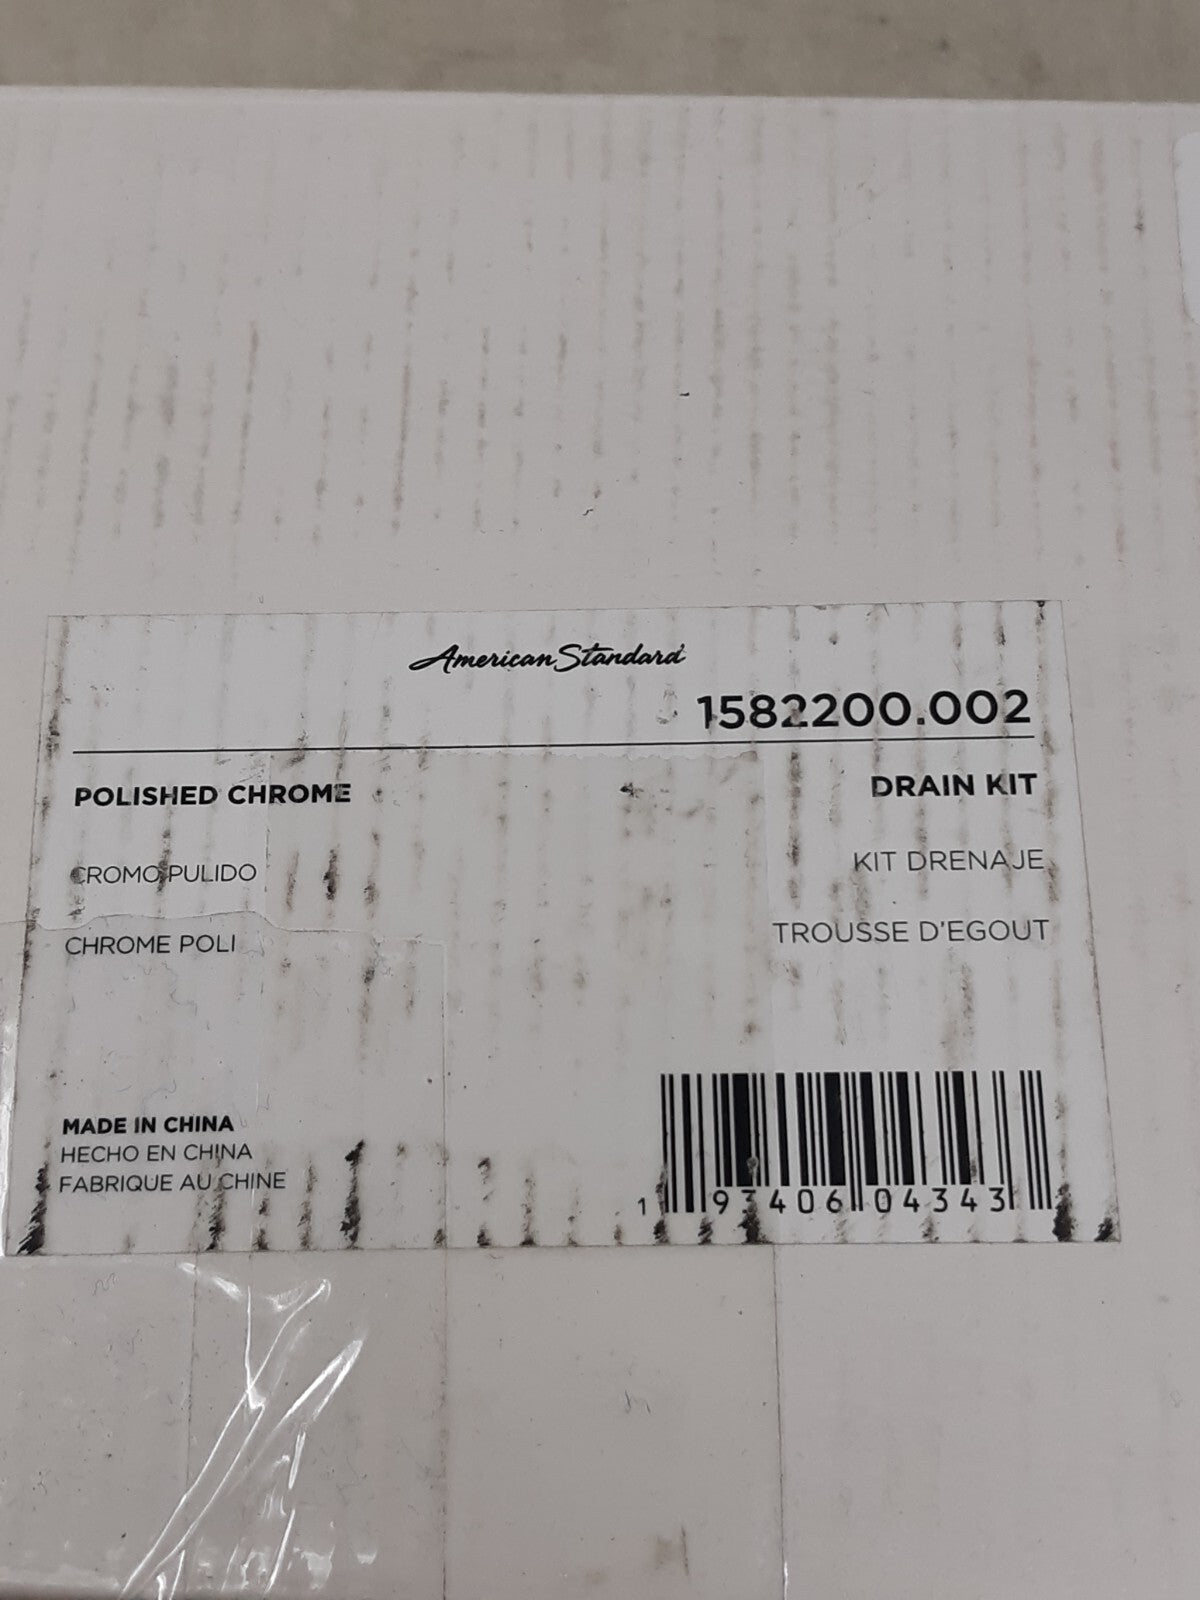 American Standard
1582200.002
POLISHED CHROME
DRAIN KIT
CROMO PULIDO
KIT DRENAJE
CHROME POLI
TROUSSE D'EGOUT
MADE IN CHINA
HECHO EN CHINA
FABRIQUE AU CHINE
1 93406 04343